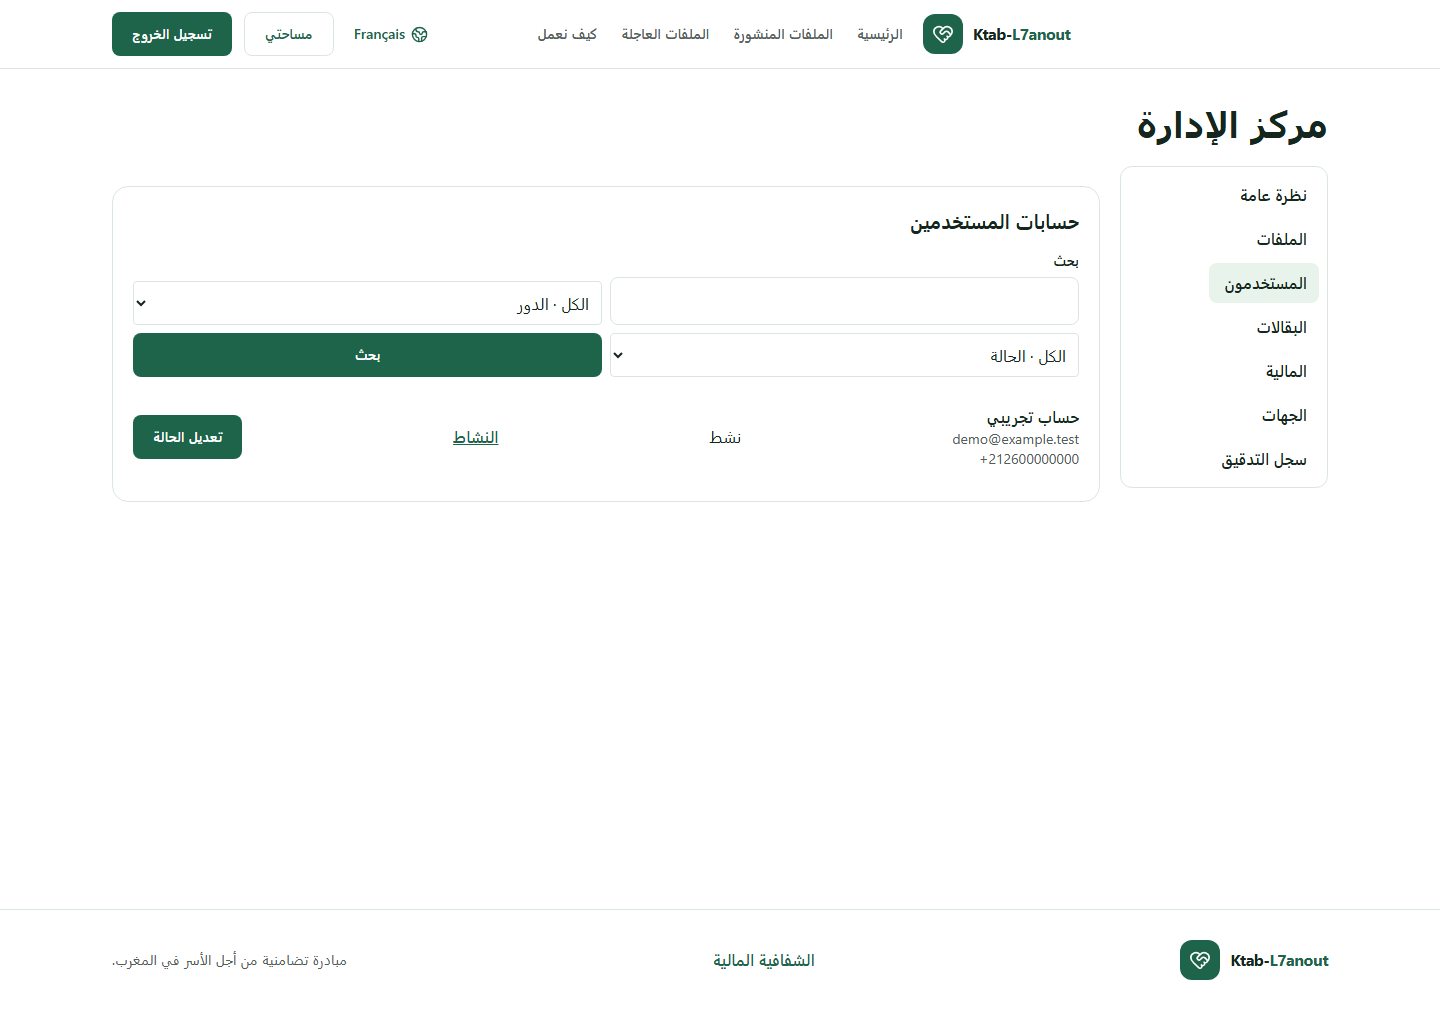 Ktab-L7anout
الرئيسية
الملفات المنشورة
الملفات العاجلة
كيف نعمل
Français
مساحتي
تسجيل الخروج
مركز الإدارة
نظرة عامة
الملفات
المستخدمون
البقالات
المالية
الجهات
سجل التدقيق
حسابات المستخدمين
بحث
الكل · الدور
الكل · الحالة
بحث
حساب تجريبي
demo@example.test
+212600000000
نشط
النشاط
تعديل الحالة
Ktab-L7anout
الشفافية المالية
مبادرة تضامنية من أجل الأسر في المغرب.